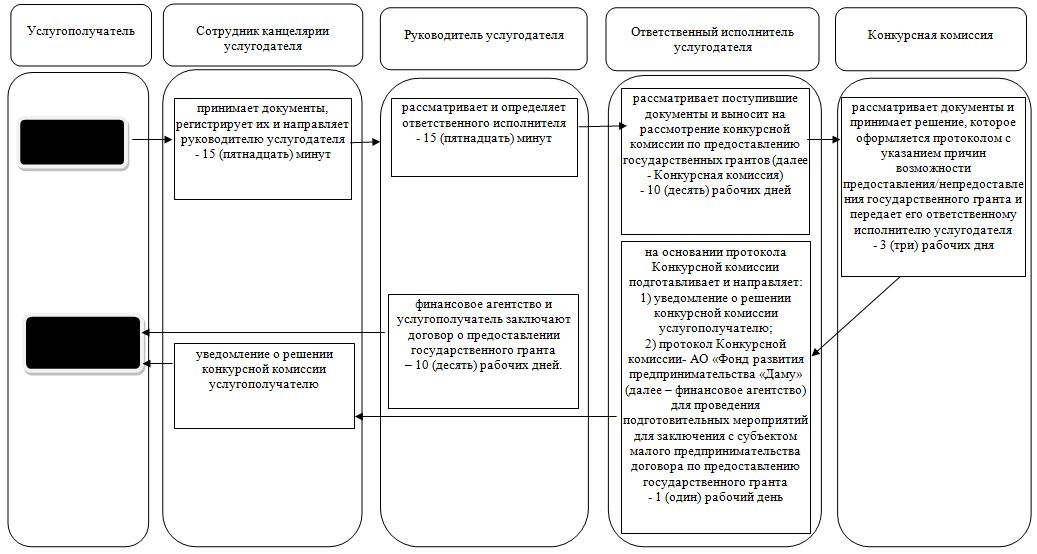 Услугополучатель
Сотрудник канцелярии
услугодателя
Руководитель услугодателя
Ответственный исполнитель
услугодателя
Конкурсная комиссия
принимает документы,
регистрирует их и направляет
руководителю услугодателя
- 15 (пятнадцать) минут
рассматривает и определяет
ответственного исполнителя
- 15 (пятнадцать) минут
рассматривает поступившие
документы и выносит на
рассмотрение конкурсной
комиссии по предоставлению
государственных грантов (далее
- Конкурсная комиссия)
- 10 (десять) рабочих дней
рассматривает документы и
принимает решение, которое
оформляется протоколом с
указанием причин
возможности
предоставления/непредоставле
ния государственного гранта и
передает его ответственному
исполнителю услугодателя
- 3 (три) рабочих дня
на основании протокола
Конкурсной комиссии
подготавливает и направляет:
1) уведомление о решении
конкурсной комиссии
услугополучателю;
2) протокол Конкурсной
комиссии- АО «Фонд развития
предпринимательства «Даму»
(далее – финансовое агентство)
для проведения
подготовительных мероприятий
для заключения с субъектом
малого предпринимательства
договора по предоставлению
государственного гранта
- 1 (один) рабочий день
финансовое агентство и
услугополучатель заключают
договор о предоставлении
государственного гранта
– 10 (десять) рабочих дней.
уведомление о решении
конкурсной комиссии
услугополучателю